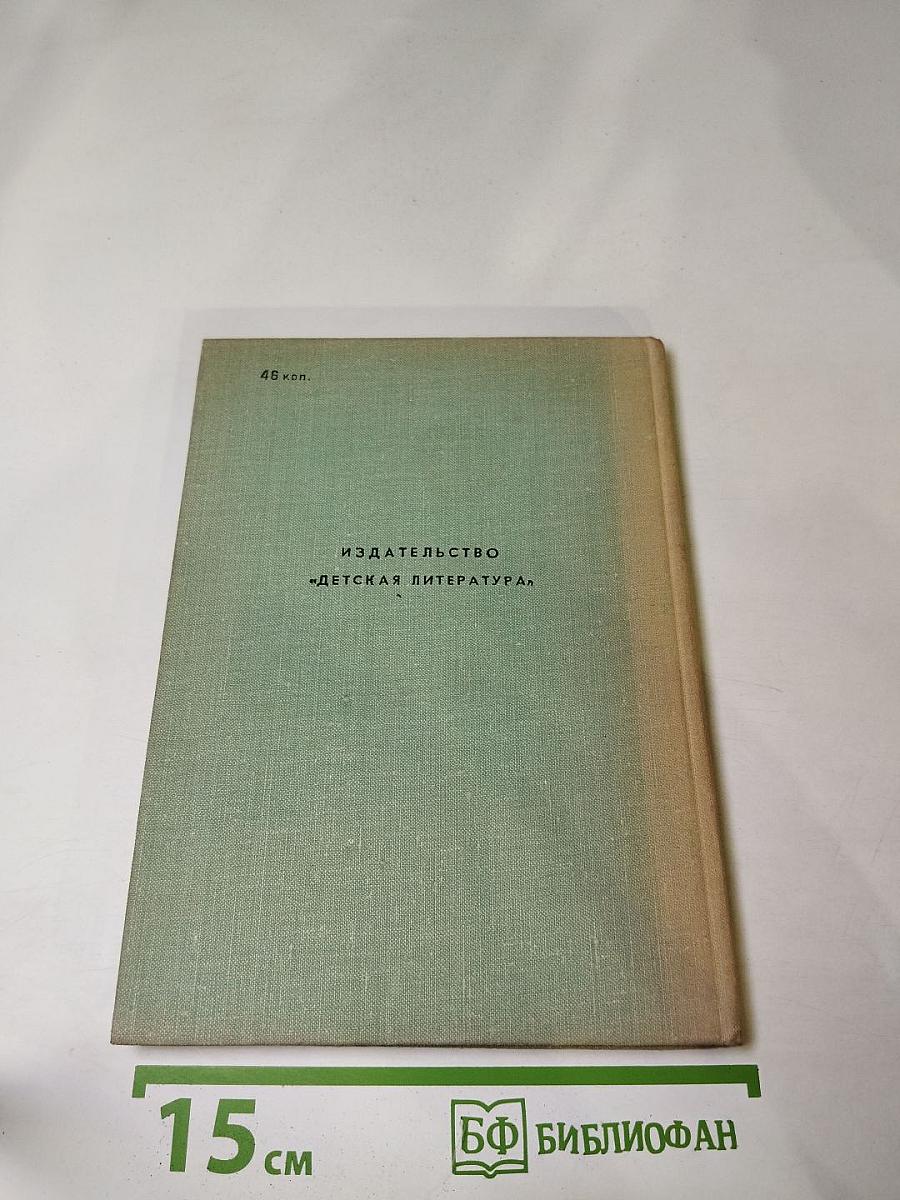 46 коп.
ИЗДАТЕЛЬСТВО
«ДЕТСКАЯ ЛИТЕРАТУРА»
15 см
БФ БИБЛИОФАН